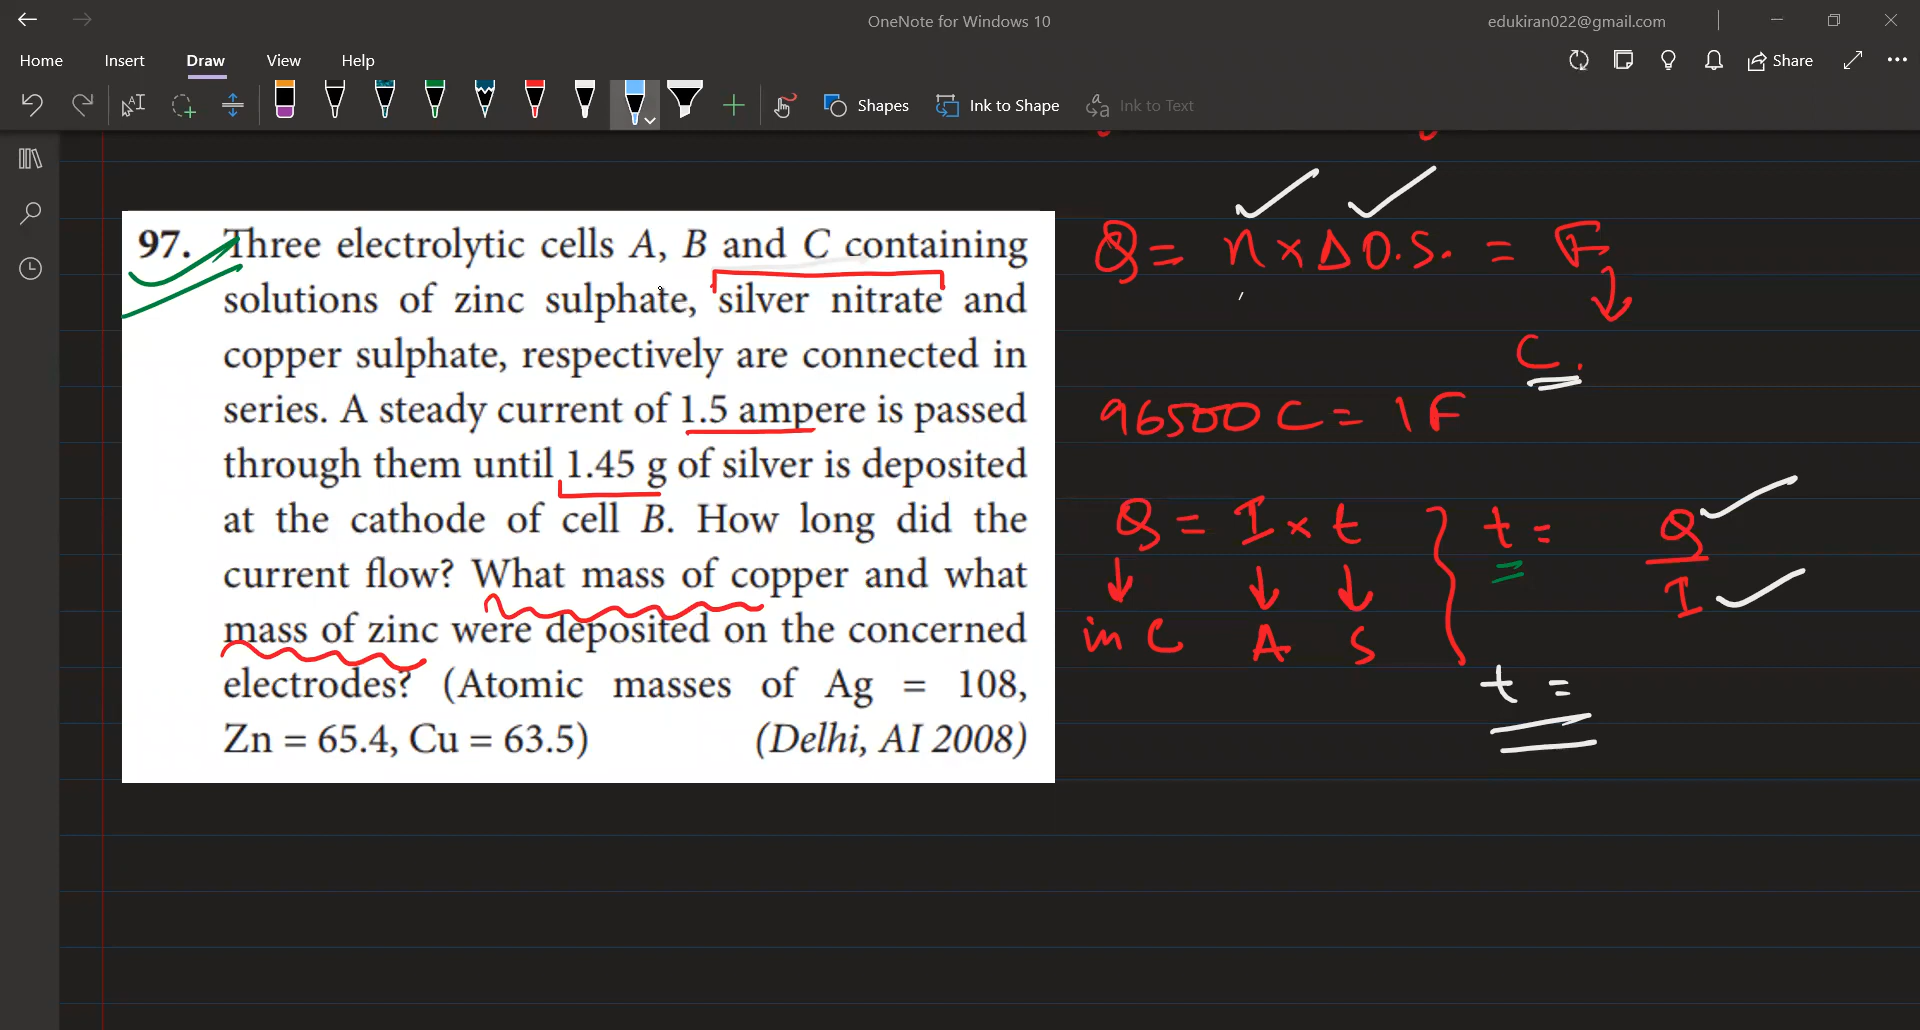 OneNote for Windows 10
edukiran022@gmail.com
Home Insert Draw View Help
Share
Shapes Ink to Shape Ink to Text
97. Three electrolytic cells A, B and C containing
solutions of zinc sulphate, silver nitrate and
copper sulphate, respectively are connected in
series. A steady current of 1.5 ampere is passed
through them until 1.45 g of silver is deposited
at the cathode of cell B. How long did the
current flow? What mass of copper and what
mass of zinc were deposited on the concerned
electrodes? (Atomic masses of Ag = 108,
Zn = 65.4, Cu = 63.5) (Delhi, AI 2008)
Q = n × Δ O.S. = F
C.
96500 C = 1 F
Q = I × t
in C A S
t = Q
I
t =